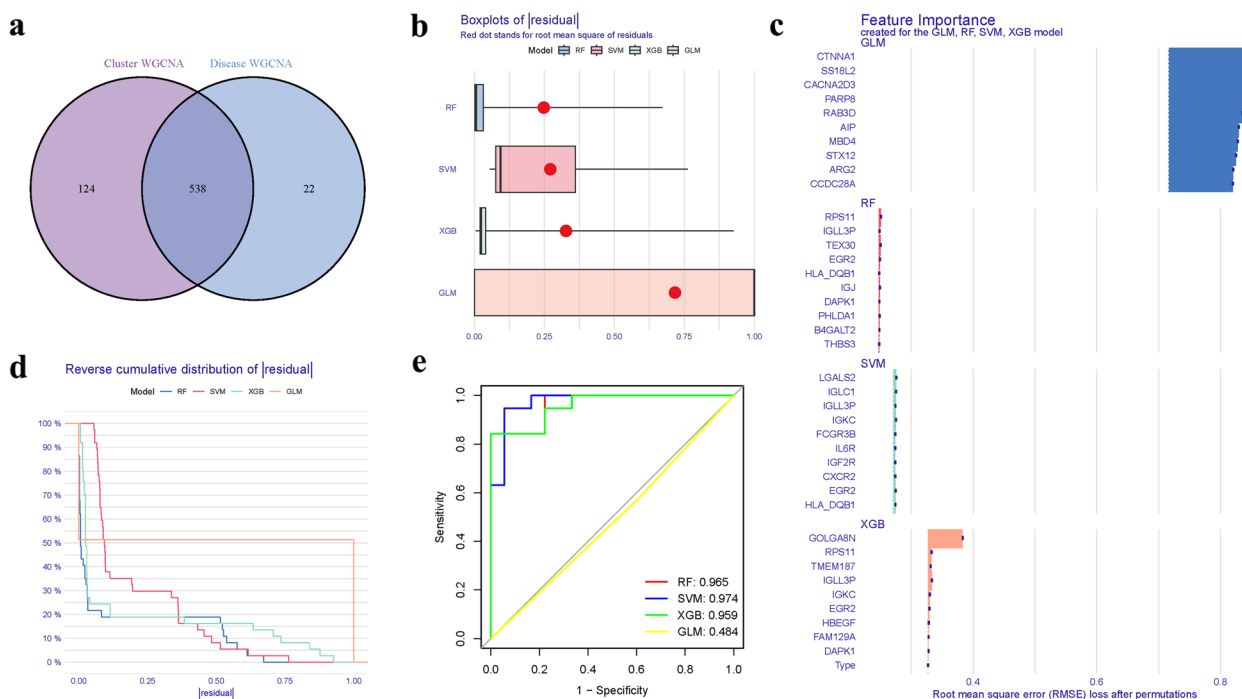 a
Cluster WGCNA
Disease WGCNA
124
538
22
b
Boxplots of |residual|
Red dot stands for root mean square of residuals
Model RF SVM XGB GLM
RF
SVM
XGB
GLM
0.00 0.25 0.50 0.75 1.00
c
Feature Importance
created for the GLM, RF, SVM, XGB model
GLM
CTNNA1
SS18L2
CACNA2D3
PARP8
RAB3D
AIP
MBD4
STX12
ARG2
CCDC28A
RF
RPS11
IGLL3P
TEX30
EGR2
HLA_DQB1
IGJ
DAPK1
PHLDA1
B4GALT2
THBS3
SVM
LGALS2
IGLC1
IGLL3P
IGKC
FCGR3B
IL6R
IGF2R
CXCR2
EGR2
HLA_DQB1
XGB
GOLGA8N
RPS11
TMEM187
IGLL3P
IGKC
EGR2
HBEGF
FAM129A
DAPK1
Type
0.4 0.6 0.8
Root mean square error (RMSE) loss after permutations
d
Reverse cumulative distribution of |residual|
Model RF SVM XGB GLM
100 %
90 %
80 %
70 %
60 %
50 %
40 %
30 %
20 %
10 %
0 %
0.00 0.25 0.50 0.75 1.00
|residual|
e
Sensitivity
1.0
0.8
0.6
0.4
0.2
0.0
RF: 0.965
SVM: 0.974
XGB: 0.959
GLM: 0.484
0.0 0.2 0.4 0.6 0.8 1.0
1 − Specificity